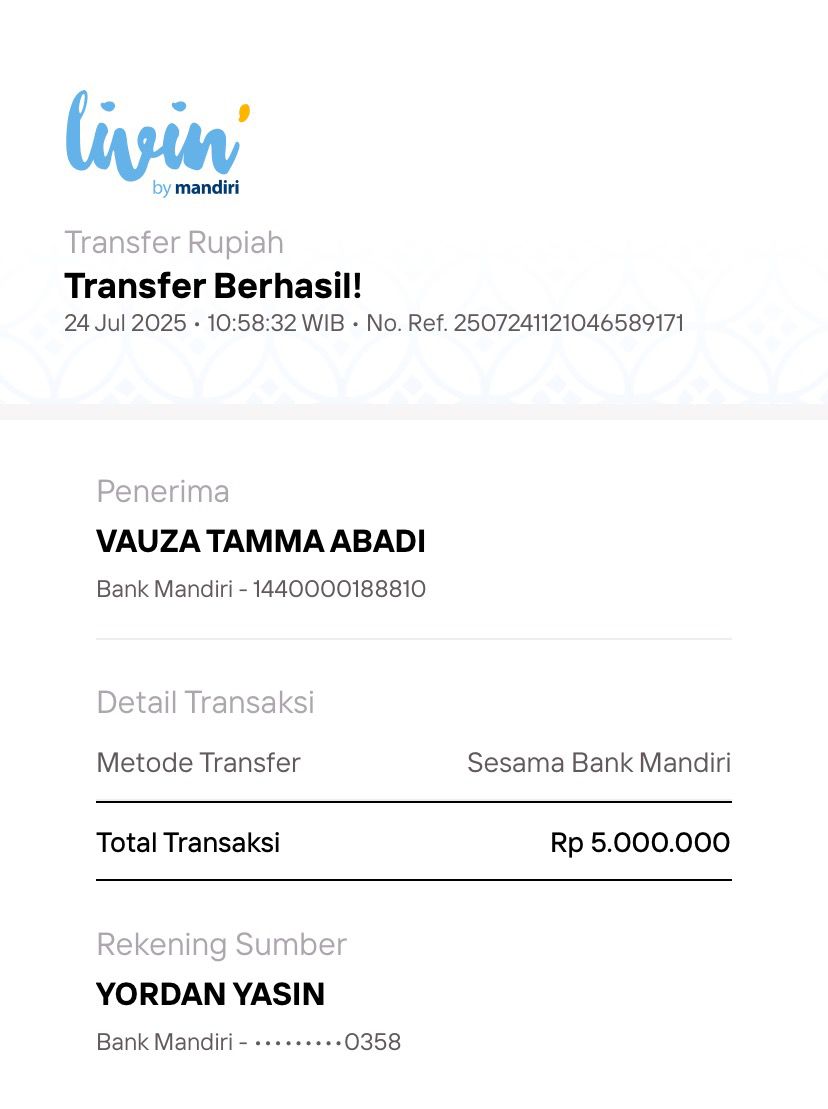 livin'
by mandiri
Transfer Rupiah
Transfer Berhasil!
24 Jul 2025 • 10:58:32 WIB • No. Ref. 2507241121046589171
Penerima
VAUZA TAMMA ABADI
Bank Mandiri - 1440000188810
Detail Transaksi
Metode Transfer Sesama Bank Mandiri
Total Transaksi Rp 5.000.000
Rekening Sumber
YORDAN YASIN
Bank Mandiri - •••••••••0358